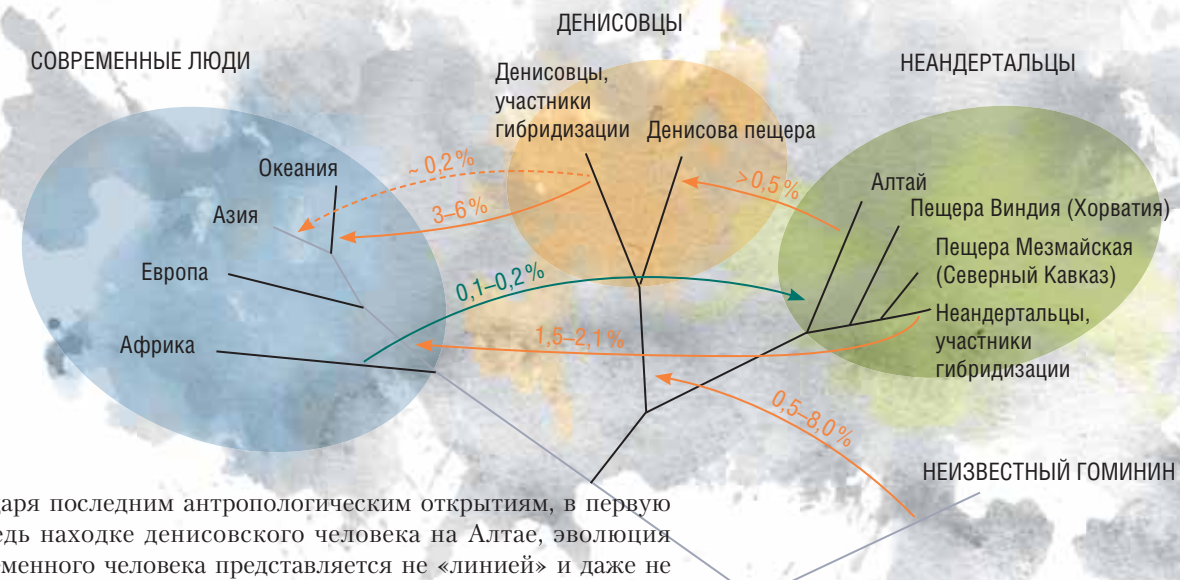 ДЕНИСОВЦЫ
СОВРЕМЕННЫЕ ЛЮДИ
НЕАНДЕРТАЛЬЦЫ
Денисовцы,
участники
гибридизации
Денисова пещера
Океания
~ 0,2 %
> 0,5 %
Алтай
3–6 %
Азия
Пещера Виндия (Хорватия)
Пещера Мезмайская
(Северный Кавказ)
Европа
0,1–0,2 %
Неандертальцы,
участники
гибридизации
Африка
1,5–2,1 %
0,5–8,0 %
НЕИЗВЕСТНЫЙ ГОМИНИН
даря последним антропологическим открытиям, в первую
едь находке денисовского человека на Алтае, эволюция
еменного человека представляется не «линией» и даже не